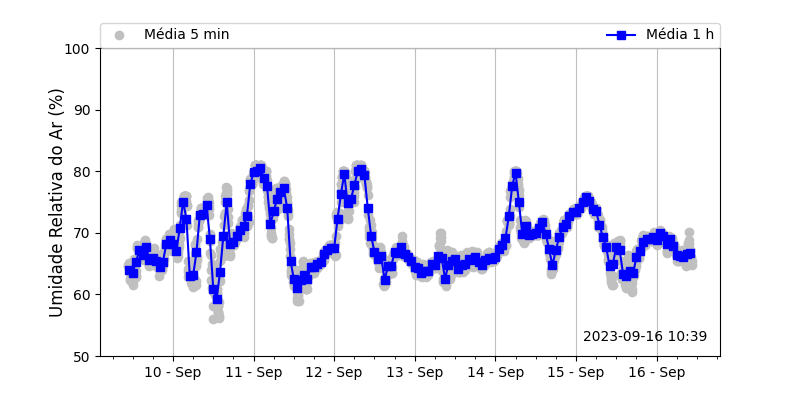 Média 5 min
Média 1 h
Umidade Relativa do Ar (%)
100
90
80
70
60
50
2023-09-16 10:39
10 - Sep
11 - Sep
12 - Sep
13 - Sep
14 - Sep
15 - Sep
16 - Sep